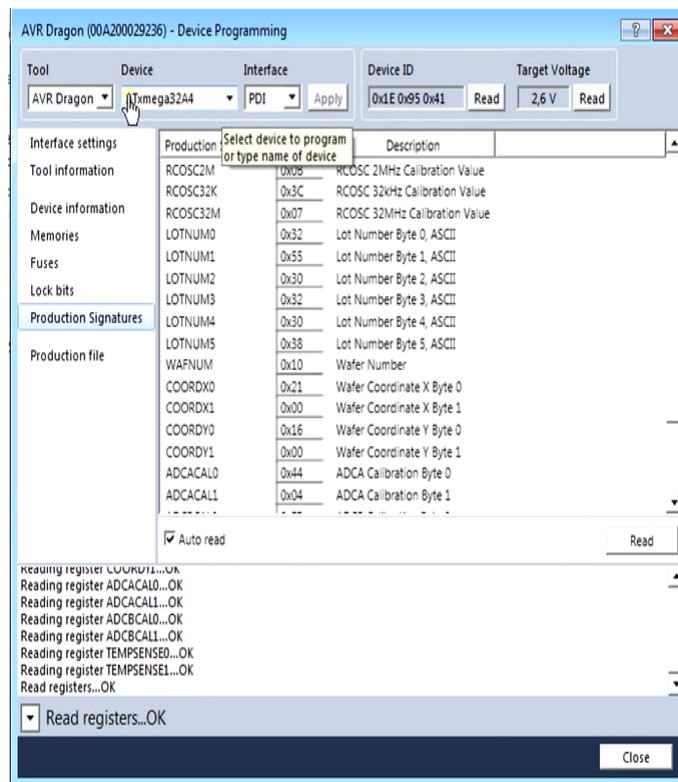 AVR Dragon (00A200029236) - Device Programming
Tool Device Interface Device ID Target Voltage
AVR Dragon ATxmega32A4 PDI Apply 0x1E 0x95 0x41 Read 2,6 V Read
Select device to program
or type name of device
Interface settings
Tool information
Device information
Memories
Fuses
Lock bits
Production Signatures
Production file
Production Description
RCOSC2M 0x0B RCOSC 2MHz Calibration Value
RCOSC32K 0x3C RCOSC 32kHz Calibration Value
RCOSC32M 0x07 RCOSC 32MHz Calibration Value
LOTNUM0 0x32 Lot Number Byte 0, ASCII
LOTNUM1 0x55 Lot Number Byte 1, ASCII
LOTNUM2 0x30 Lot Number Byte 2, ASCII
LOTNUM3 0x32 Lot Number Byte 3, ASCII
LOTNUM4 0x30 Lot Number Byte 4, ASCII
LOTNUM5 0x38 Lot Number Byte 5, ASCII
WAFNUM 0x10 Wafer Number
COORDX0 0x21 Wafer Coordinate X Byte 0
COORDX1 0x00 Wafer Coordinate X Byte 1
COORDY0 0x16 Wafer Coordinate Y Byte 0
COORDY1 0x00 Wafer Coordinate Y Byte 1
ADCACAL0 0x44 ADCA Calibration Byte 0
ADCACAL1 0x04 ADCA Calibration Byte 1
Auto read Read
Reading register COORDY1...OK
Reading register ADCACAL0...OK
Reading register ADCACAL1...OK
Reading register ADCBCAL0...OK
Reading register ADCBCAL1...OK
Reading register TEMPSENSE0...OK
Reading register TEMPSENSE1...OK
Read registers...OK
Read registers...OK
Close